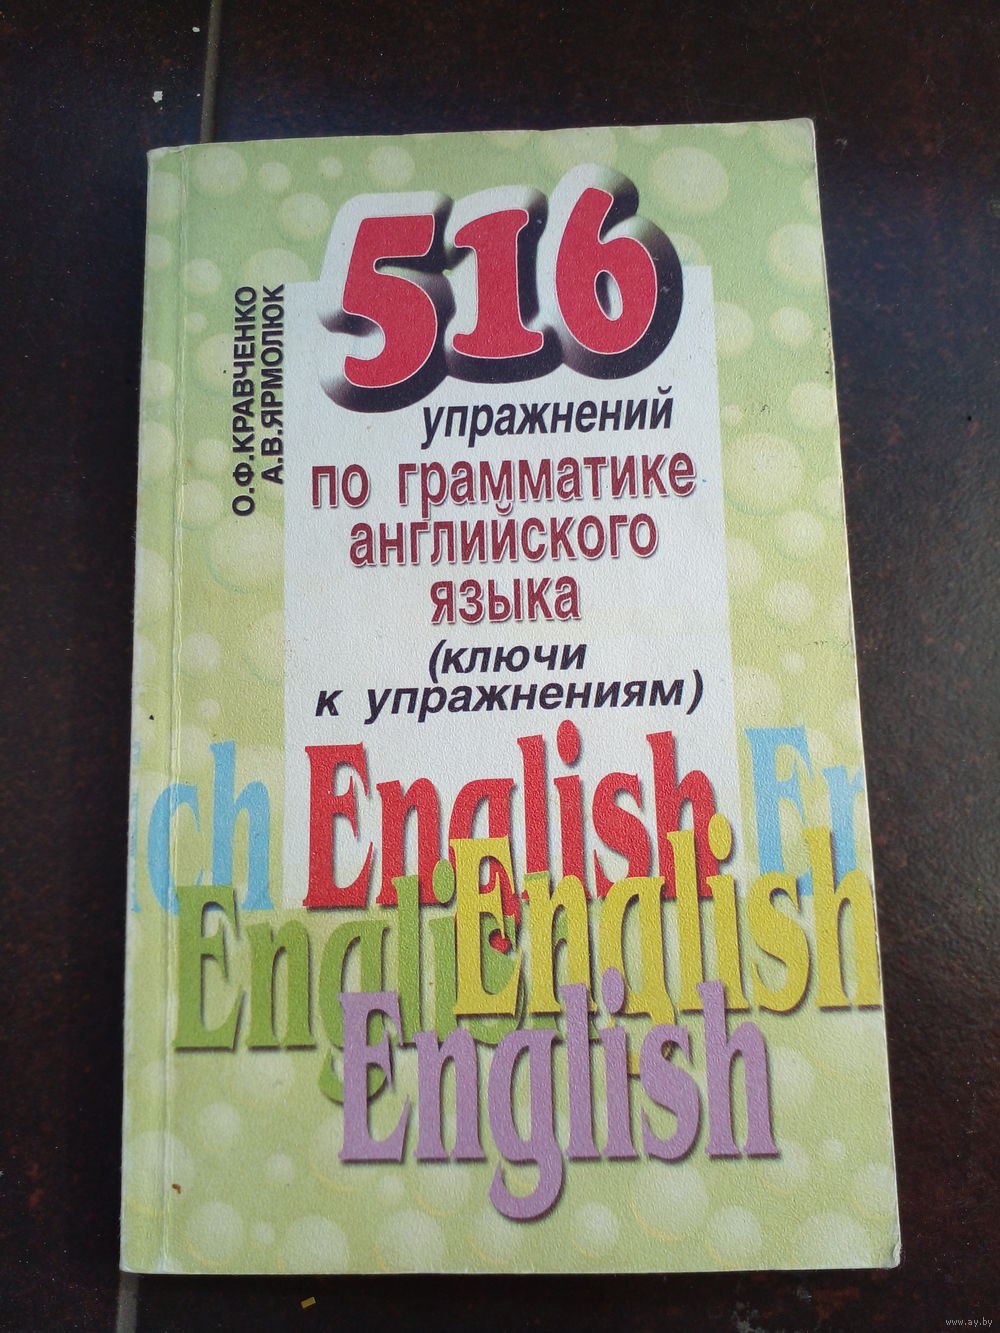 О.Ф.КРАВЧЕНКО
А.В.ЯРМОЛЮК
516
упражнений
по грамматике
английского
языка
(ключи
к упражнениям)
English
English
English
English
www.ay.by